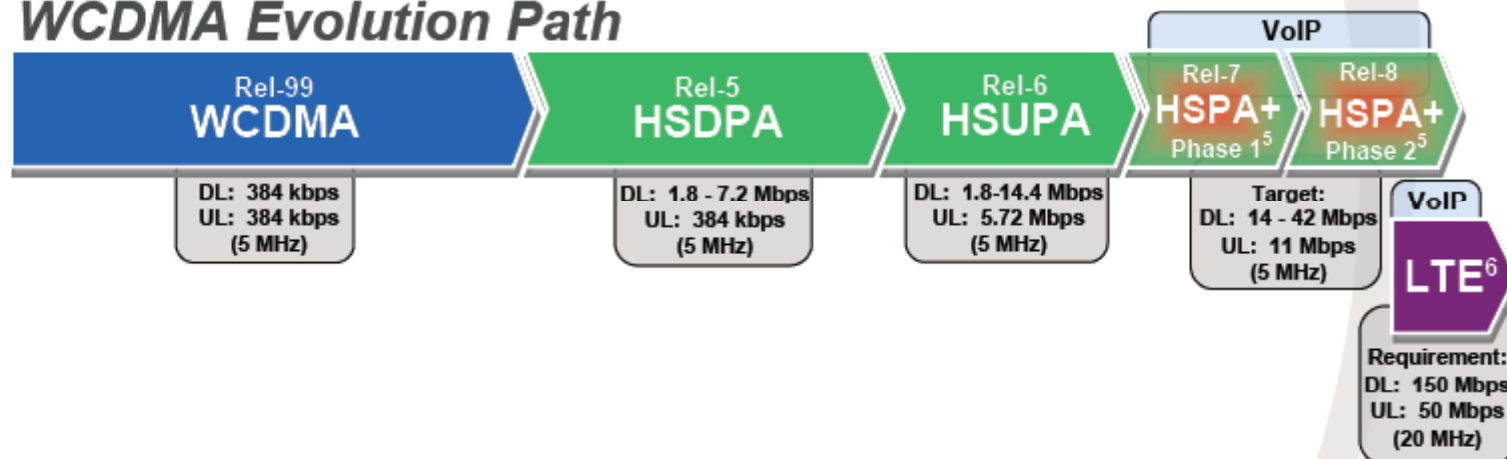 WCDMA Evolution Path
Rel-99
WCDMA
DL: 384 kbps
UL: 384 kbps
(5 MHz)
Rel-5
HSDPA
DL: 1.8 - 7.2 Mbps
UL: 384 kbps
(5 MHz)
Rel-6
HSUPA
DL: 1.8-14.4 Mbps
UL: 5.72 Mbps
(5 MHz)
VoIP
Rel-7
HSPA+
Phase 1⁵
Rel-8
HSPA+
Phase 2⁵
Target:
DL: 14 - 42 Mbps
UL: 11 Mbps
(5 MHz)
VoIP
LTE⁶
Requirement:
DL: 150 Mbps
UL: 50 Mbps
(20 MHz)